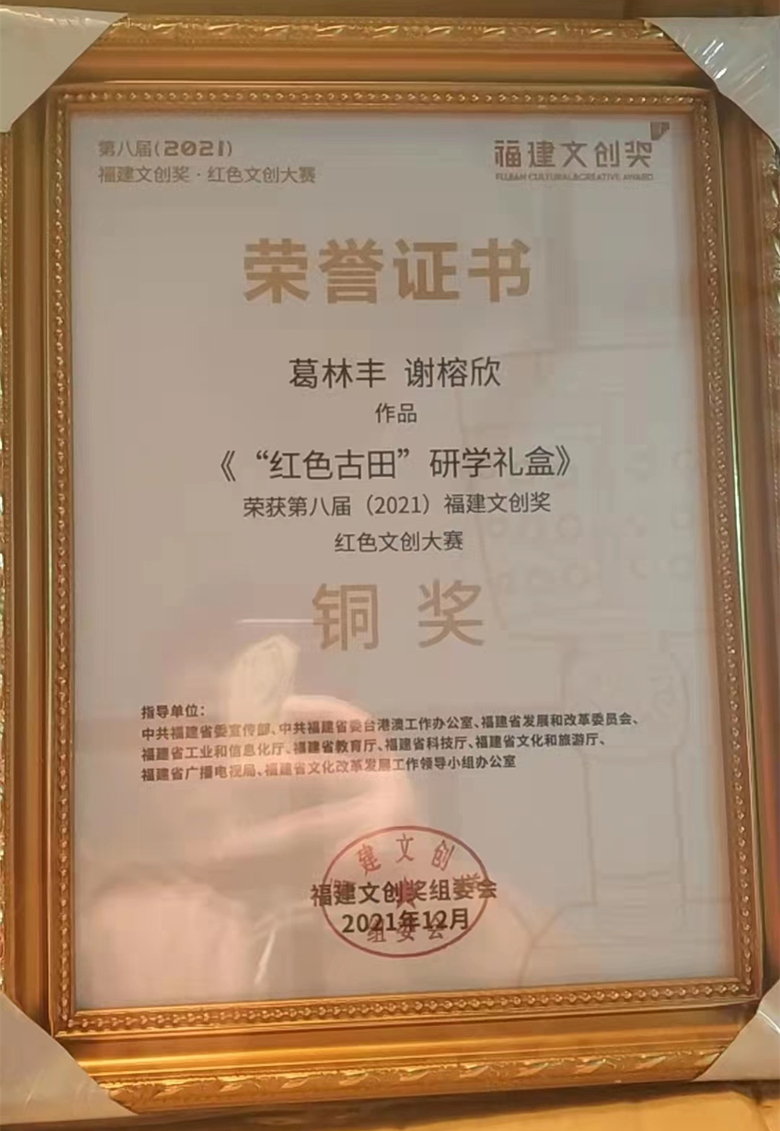 第八届(2021)
福建文创奖·红色文创大赛
福建文创奖
FUJIAN CULTURAL&CREATIVE AWARD
荣誉证书
葛林丰 谢榕欣
作品
《“红色古田”研学礼盒》
荣获第八届（2021）福建文创奖
红色文创大赛
铜奖
指导单位：
中共福建省委宣传部、中共福建省委台港澳工作办公室、福建省发展和改革委员会、
福建省工业和信息化厅、福建省教育厅、福建省科技厅、福建省文化和旅游厅、
福建省广播电视局、福建省文化改革发展工作领导小组办公室
建文创
福建文创奖组委会
2021年12月
组委会